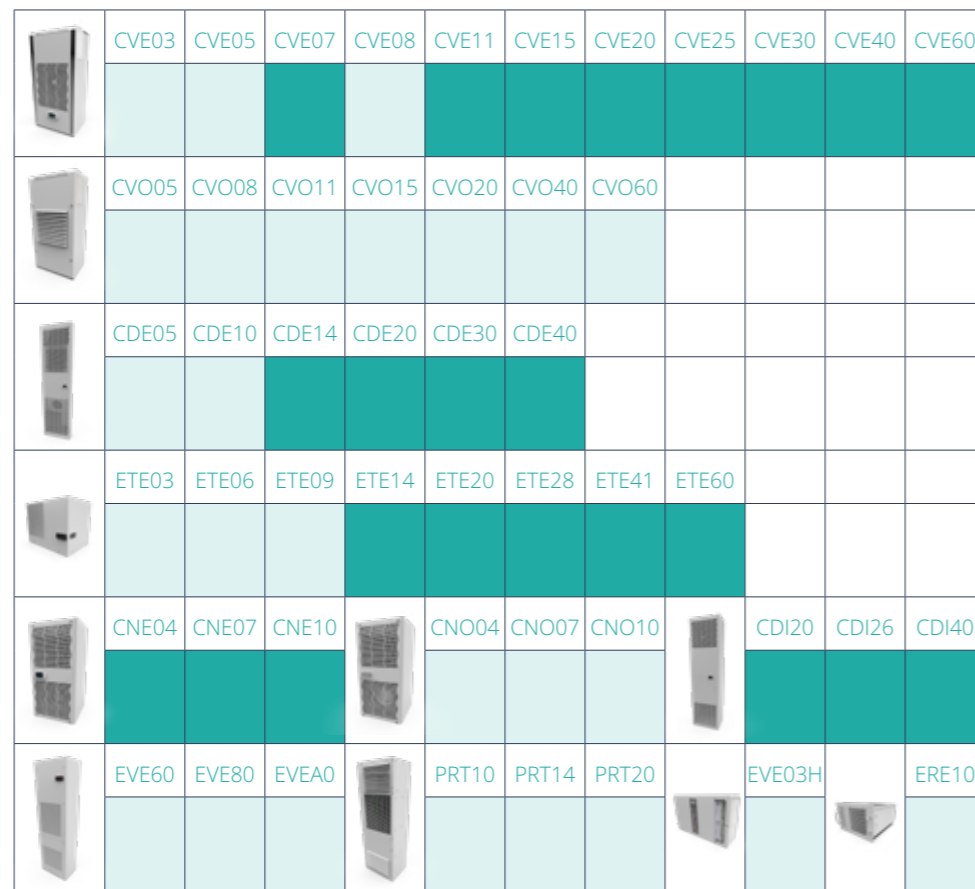 CVE03 CVE05 CVE07 CVE08 CVE11 CVE15 CVE20 CVE25 CVE30 CVE40 CVE60
CVO05 CVO08 CVO11 CVO15 CVO20 CVO40 CVO60
CDE05 CDE10 CDE14 CDE20 CDE30 CDE40
ETE03 ETE06 ETE09 ETE14 ETE20 ETE28 ETE41 ETE60
CNE04 CNE07 CNE10 CNO04 CNO07 CNO10 CDI20 CDI26 CDI40
EVE60 EVE80 EVEA0 PRT10 PRT14 PRT20 EVE03H ERE10